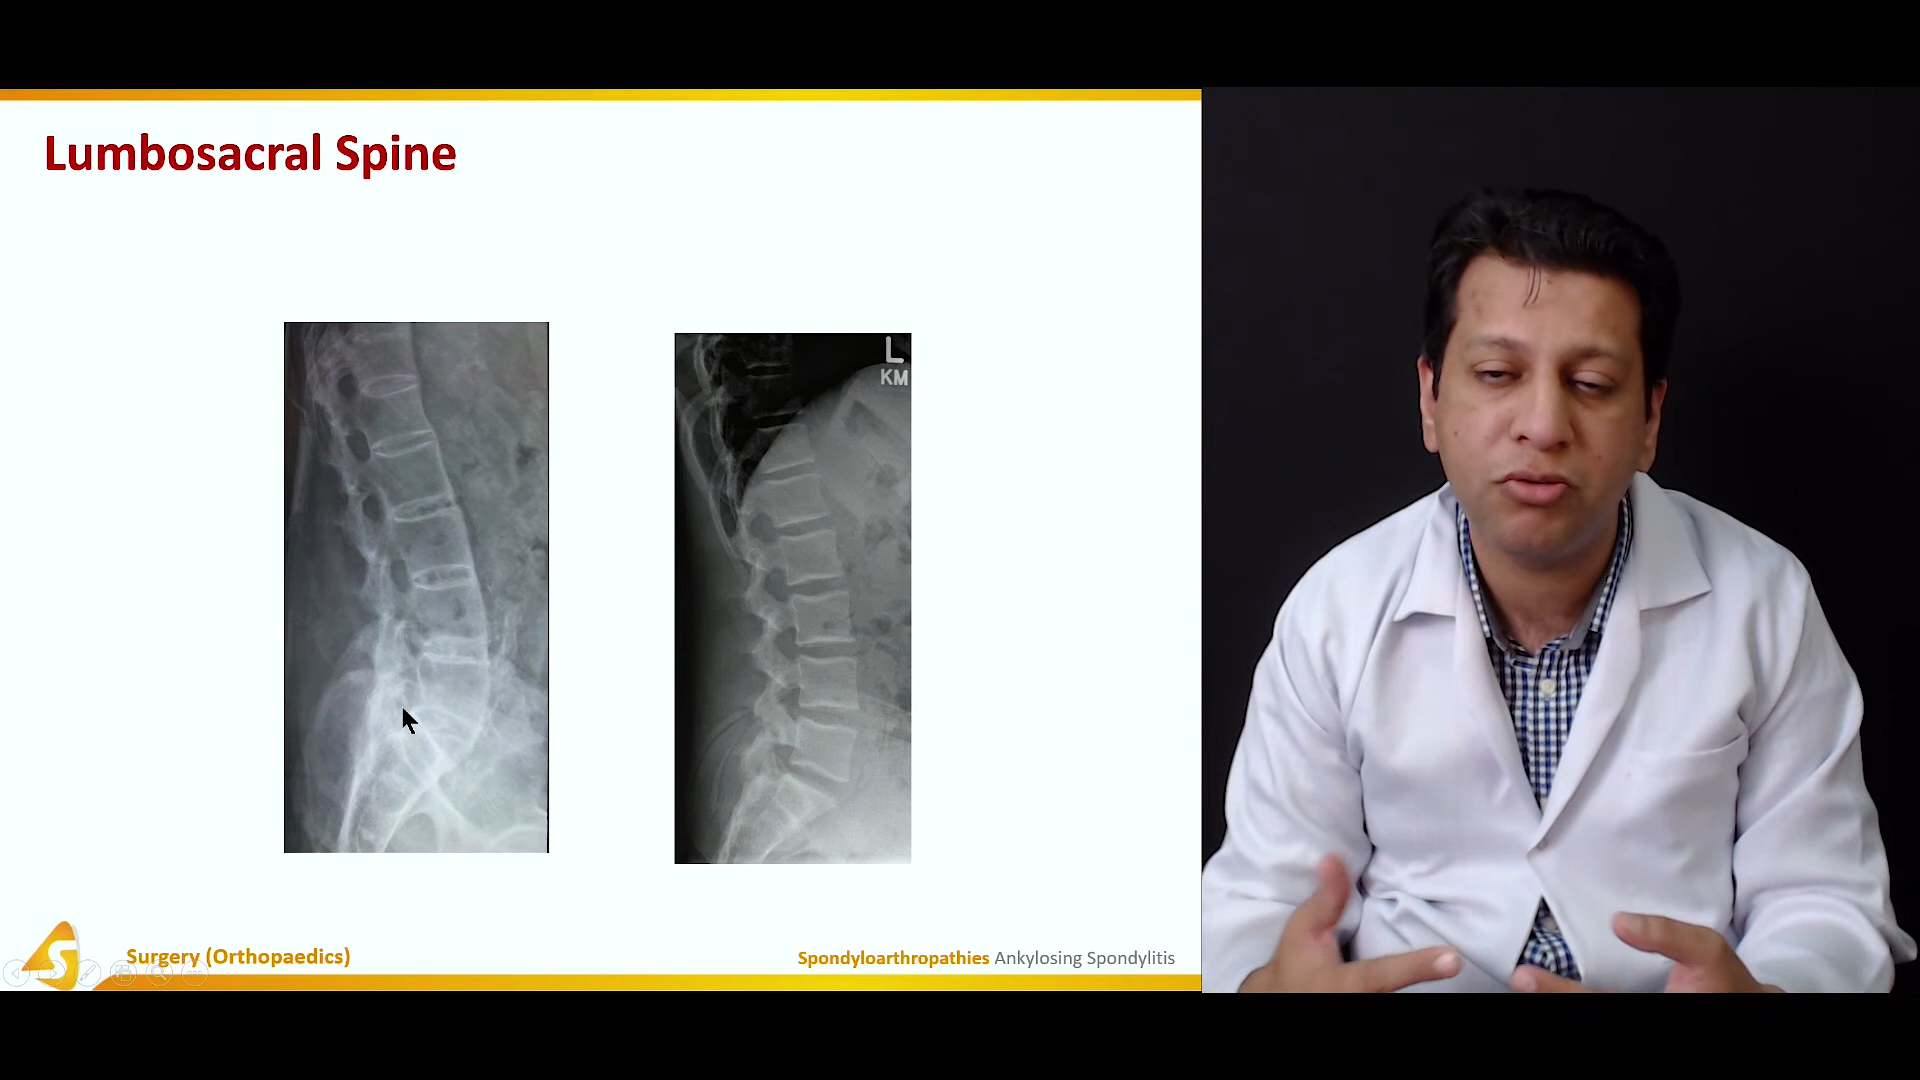 Lumbosacral Spine
L
KM
Surgery (Orthopaedics)
Spondyloarthropathies Ankylosing Spondylitis